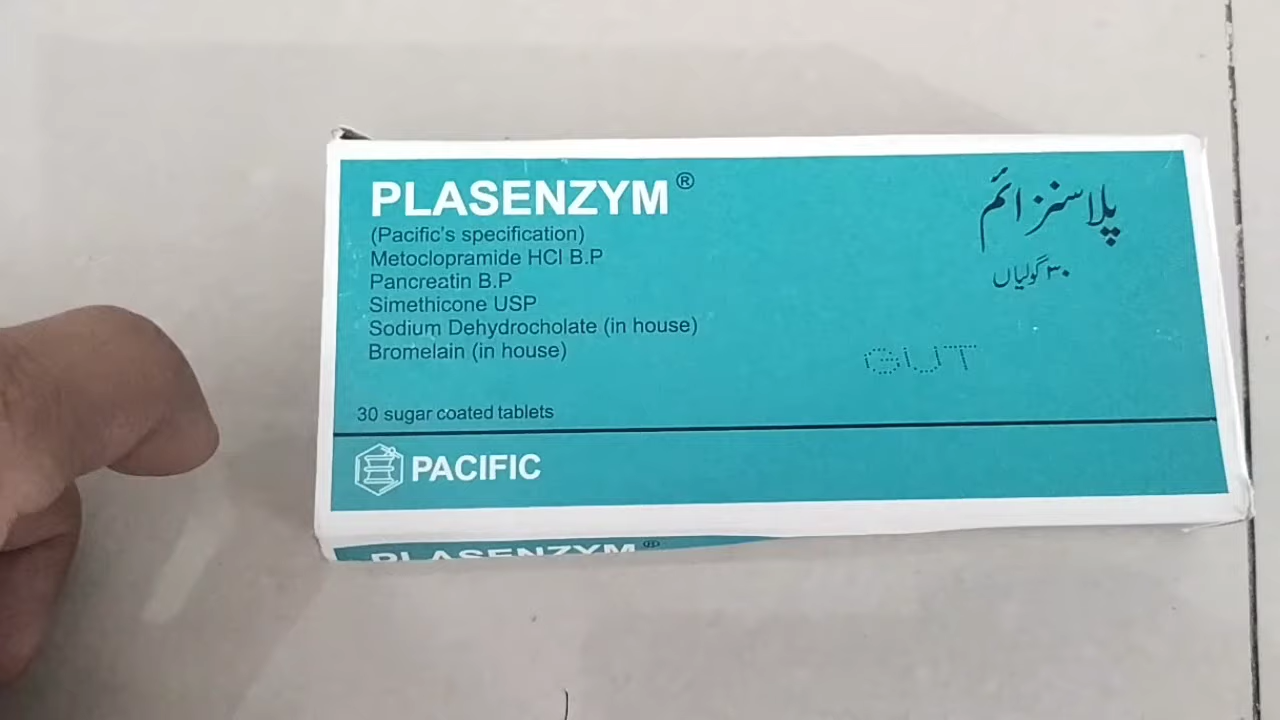 PLASENZYM®
(Pacific's specification)
Metoclopramide HCl B.P
Pancreatin B.P
Simethicone USP
Sodium Dehydrocholate (in house)
Bromelain (in house)
30 sugar coated tablets
PACIFIC
پلاسنزائم
۳۰ گولیاں
PLASENZYM®